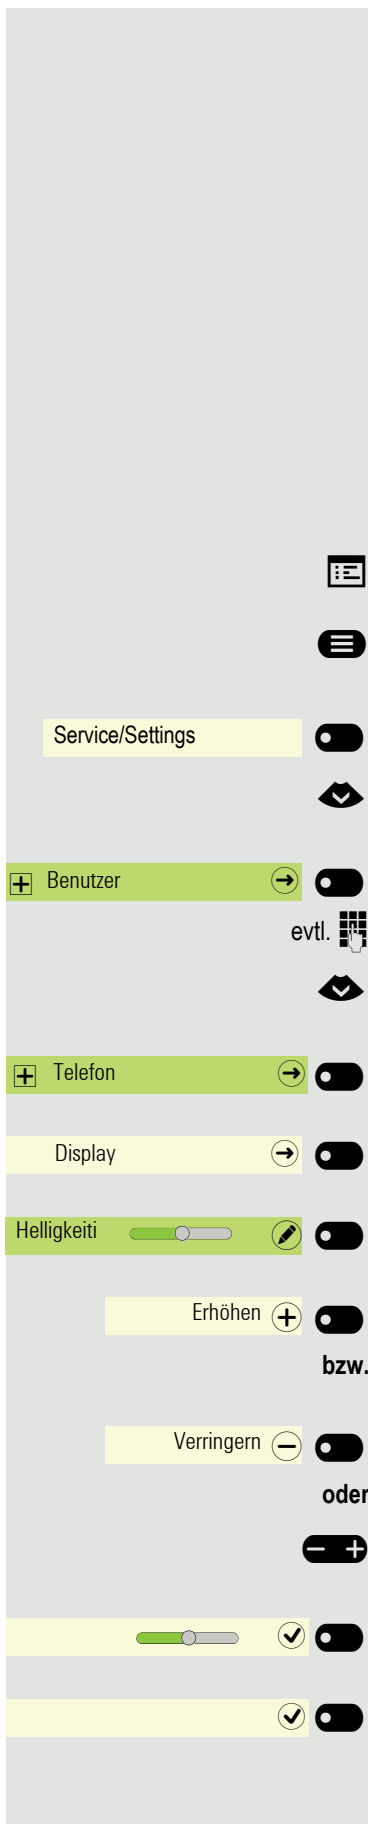 Service/Settings
Benutzer
evtl.
Telefon
Display
Helligkeiti
Erhöhen
bzw.
Verringern
oder